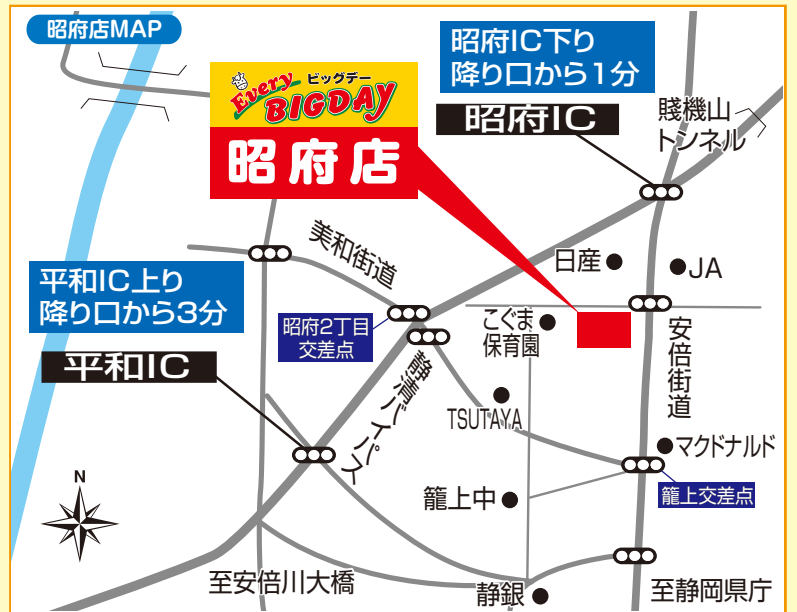 昭府店MAP
昭府IC下り
降り口から1分
昭府IC
賤機山
トンネル
Every
ビッグデー
BIGDAY
昭府店
美和街道
日産
JA
平和IC上り
降り口から3分
昭府2丁目
交差点
こぐま
保育園
安倍街道
平和IC
静清バイパス
TSUTAYA
マクドナルド
籠上中
籠上交差点
N
至安倍川大橋
静銀
至静岡県庁